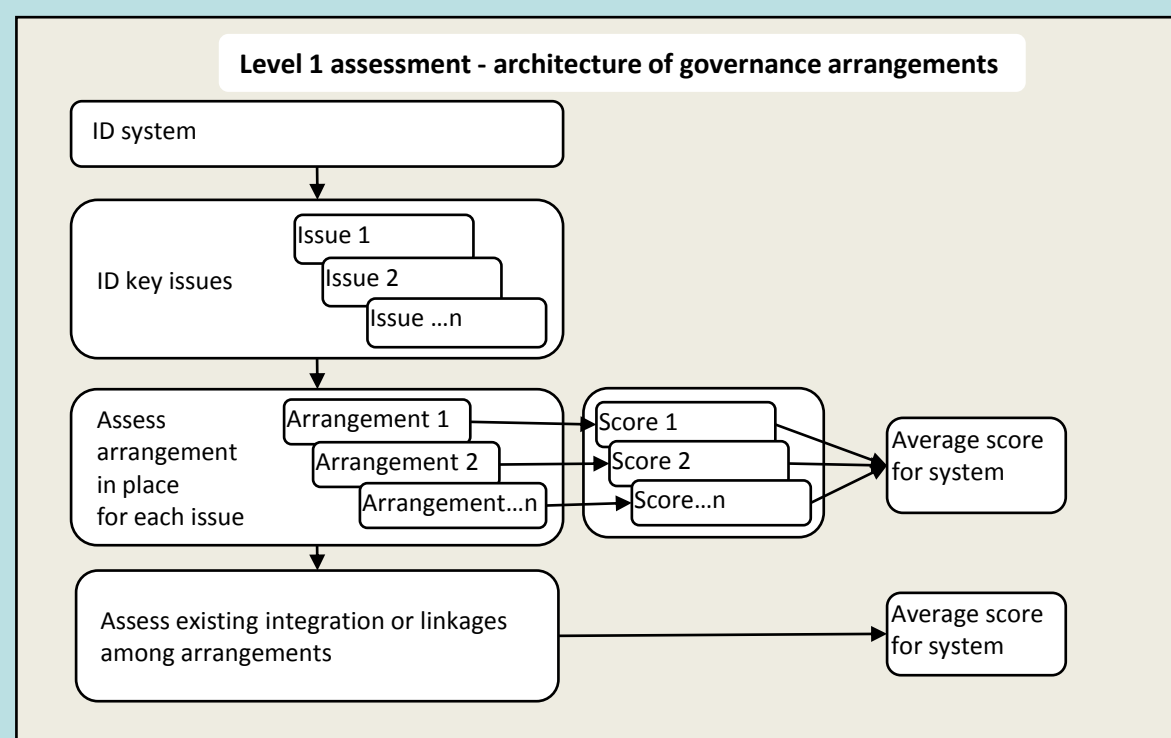 Level 1 assessment - architecture of governance arrangements
ID system
ID key issues
Issue 1
Issue 2
Issue ...n
Assess
arrangement
in place
for each issue
Arrangement 1
Arrangement 2
Arrangement...n
Score 1
Score 2
Score...n
Average score
for system
Assess existing integration or linkages
among arrangements
Average score
for system